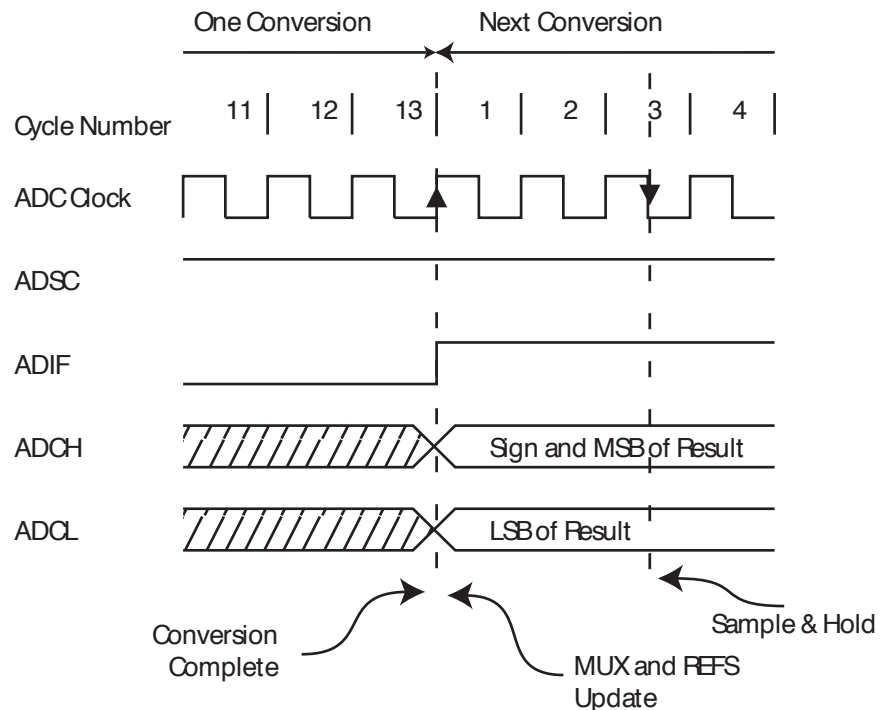 One Conversion Next Conversion
Cycle Number 11 12 13 1 2 3 4
ADC Clock
ADSC
ADIF
ADCH Sign and MSB of Result
ADCL LSB of Result
Conversion
Complete
MUX and REFS
Update
Sample & Hold